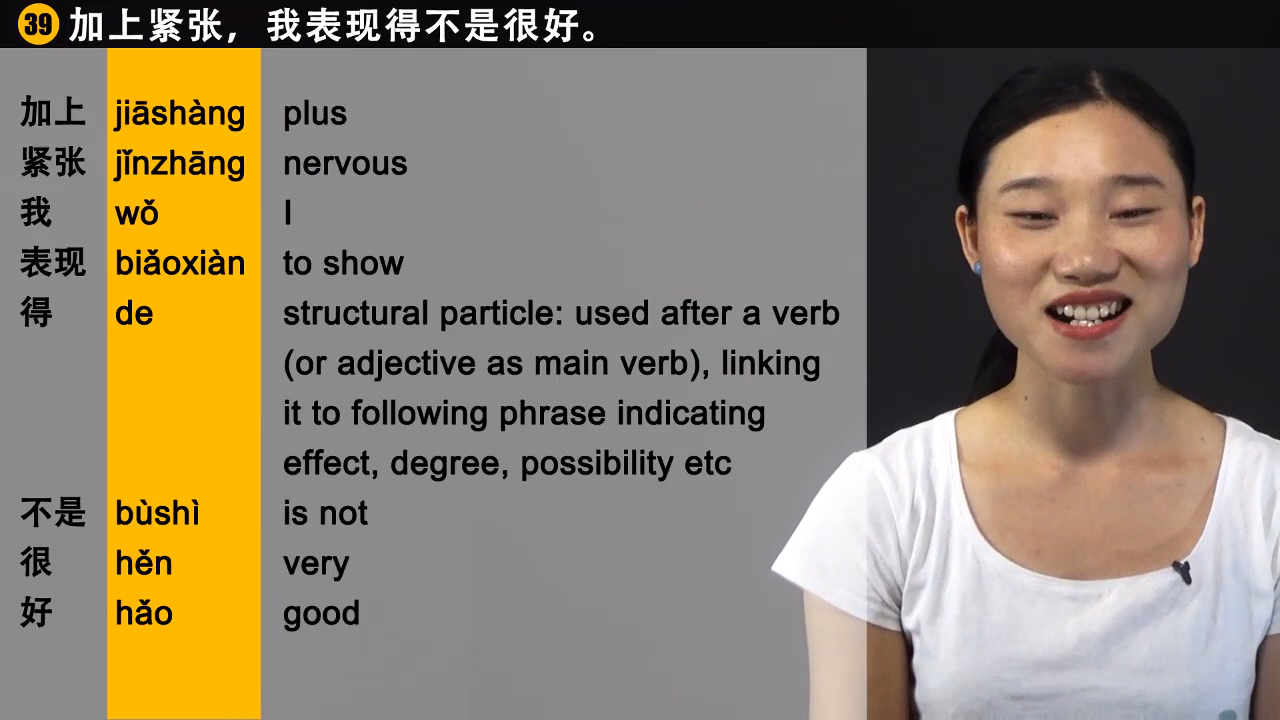 39 加上紧张，我表现得不是很好。
加上 jiāshàng plus
紧张 jǐnzhāng nervous
我 wǒ I
表现 biǎoxiàn to show
得 de structural particle: used after a verb
(or adjective as main verb), linking
it to following phrase indicating
effect, degree, possibility etc
不是 bùshì is not
很 hěn very
好 hǎo good